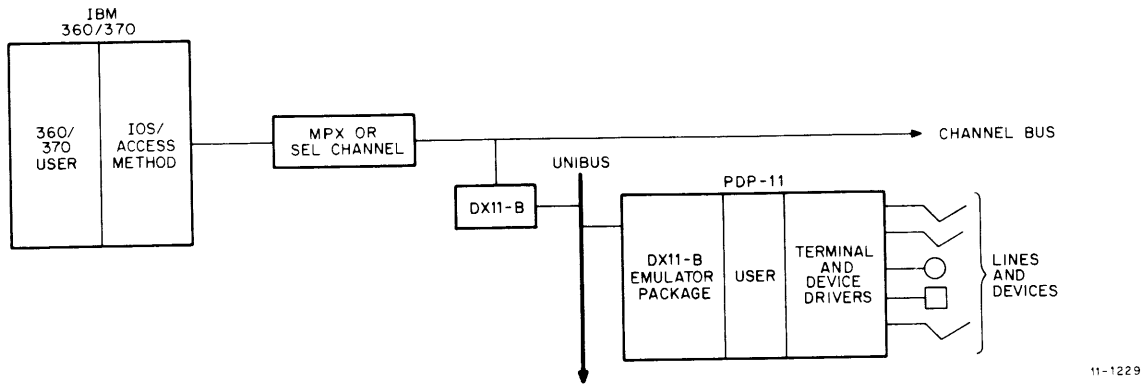 IBM
360/370
360/
370
USER
IOS/
ACCESS
METHOD
MPX OR
SEL CHANNEL
CHANNEL BUS
UNIBUS
DX11-B
PDP-11
DX11-B
EMULATOR
PACKAGE
USER
TERMINAL
AND
DEVICE
DRIVERS
LINES
AND
DEVICES
11-1229